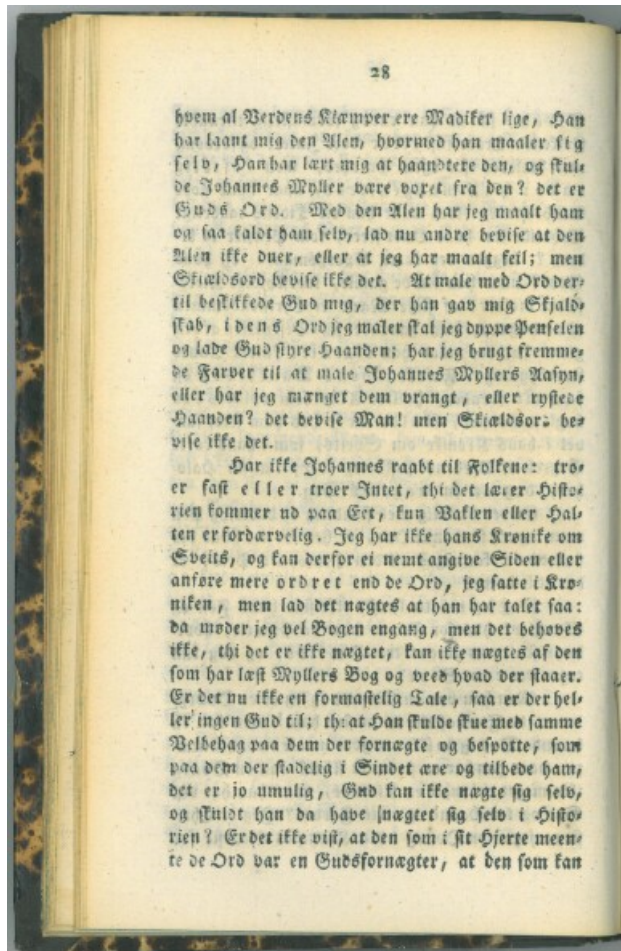 28
hvem al Verdens Kiæmper ere Madiker lige, Han
har laant mig den Alen, hvormed han maaler sig
selv, Han har lært mig at haandtere den, og skul-
de Johannes Myller være voxet fra den? det er
Guds Ord. Med den Alen har jeg maalt ham
og saa kaldt ham selv, lad nu andre bevise at den
Alen ikke duer, eller at jeg har maalt feil; men
Skiældsord bevise ikke det. At male med Ord der-
til beskikkede Gud mig, der han gav mig Skjald-
skab, i dens Ord jeg maler skal jeg dyppe Penselen
og lade Gud styre Haanden; har jeg brugt fremme-
de Farver til at male Johannes Myllers Aasyn,
eller har jeg mænget dem vrangt, eller rystede
Haanden? det bevise Man! men Skiældsord be-
vise ikke det.
Har ikke Johannes raabt til Folkene: tro-
er fast eller troer Intet, thi det lærer Histo-
rien kommer ud paa Eet, kun Vaklen eller Hal-
ten er fordærvelig. Jeg har ikke hans Krønike om
Sveits, og kan derfor ei nemt angive Siden eller
anføre mere ordret end de Ord, jeg satte i Krø-
niken, men lad det nægtes at han har talet saa:
da møder jeg vel Bogen engang, men det behoves
ikke, thi det er ikke nægtet, kan ikke nægtes af den
som har læst Myllers Bog og veed hvad der staaer.
Er det nu ikke en formastelig Tale, saa er der hel-
ler ingen Gud til; thi at Han skulde skue med samme
Velbehag paa dem der fornægte og bespotte, som
paa dem der stadelig i Sindet ære og tilbede ham,
det er jo umulig, Gud kan ikke nægte sig selv,
og skuldt han da have nægtet sig selv i Histo-
rien? Er det ikke vist, at den som i sit Hjerte meen-
te de Ord var en Gudsfornægter, at den som kan